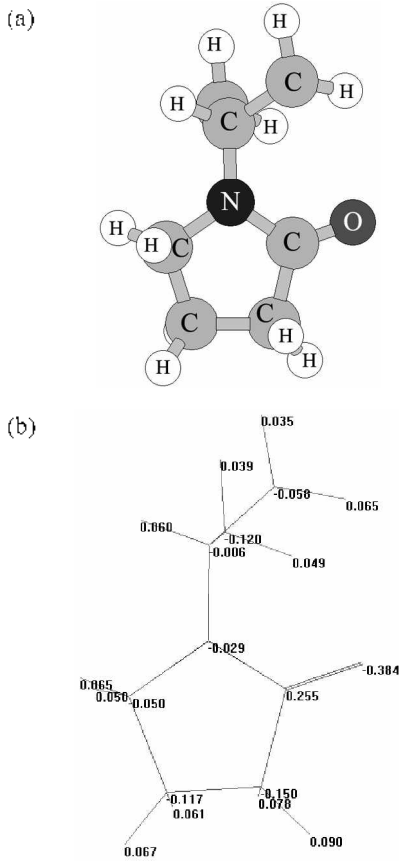 (a)
H
H C H
H C H
N
C O
H H C
C C H
H H
(b)
0.035
0.039
-0.058
0.065
0.060
-0.120
-0.006
0.049
-0.029
-0.384
0.065
0.050
-0.050
0.255
-0.117
-0.150
0.061
0.078
0.067
0.090